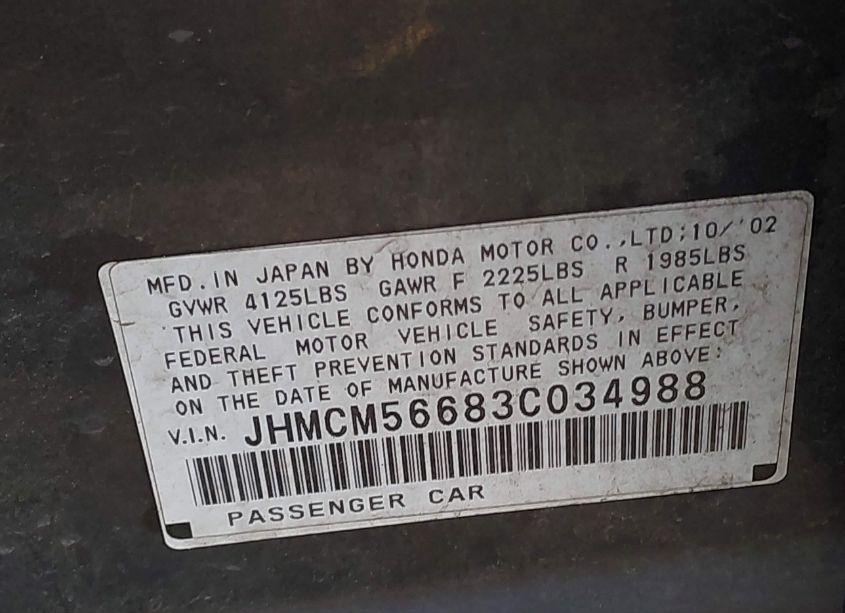 MFD. IN JAPAN BY HONDA MOTOR CO.,LTD;10/'02
GVWR 4125LBS GAWR F 2225LBS R 1985LBS
THIS VEHICLE CONFORMS TO ALL APPLICABLE
FEDERAL MOTOR VEHICLE SAFETY, BUMPER,
AND THEFT PREVENTION STANDARDS IN EFFECT
ON THE DATE OF MANUFACTURE SHOWN ABOVE:
V.I.N. JHMCM56683C034988
PASSENGER CAR